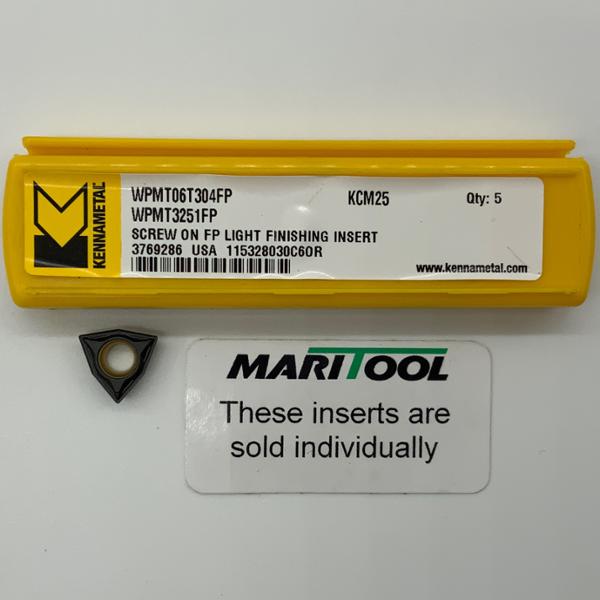 KENNAMETAL
WPMT06T304FP KCM25 Qty: 5
WPMT3251FP
SCREW ON FP LIGHT FINISHING INSERT
3769286 USA 115328030C60R
www.kennametal.com
MARITOOL
These inserts are
sold individually